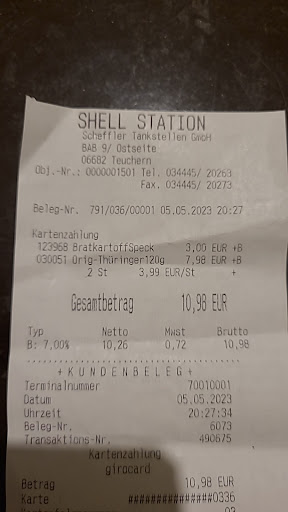 SHELL STATION
Scheffler Tankstellen GmbH
BAB 9/ Ostseite
06682 Teuchern
Obj.-Nr.: 0000001501 Tel. 034445/ 20263
Fax. 034445/ 20273
Beleg-Nr. 791/036/00001 05.05.2023 20:27
Kartenzahlung
123968 BratkartoffSpeck 3,00 EUR +B
030051 Orig-Thüringer120g 7,98 EUR +B
2 St 3,99 EUR/St +
Gesamtbetrag 10,98 EUR
Typ Netto Mwst Brutto
B: 7,00% 10,26 0,72 10,98
+KUNDENBELEG+
Terminalnummer 70010001
Datum 05.05.2023
Uhrzeit 20:27:34
Beleg-Nr. 6073
Transaktions-Nr. 490675
Kartenzahlung
girocard
Betrag 10,98 EUR
Karte ###############0336